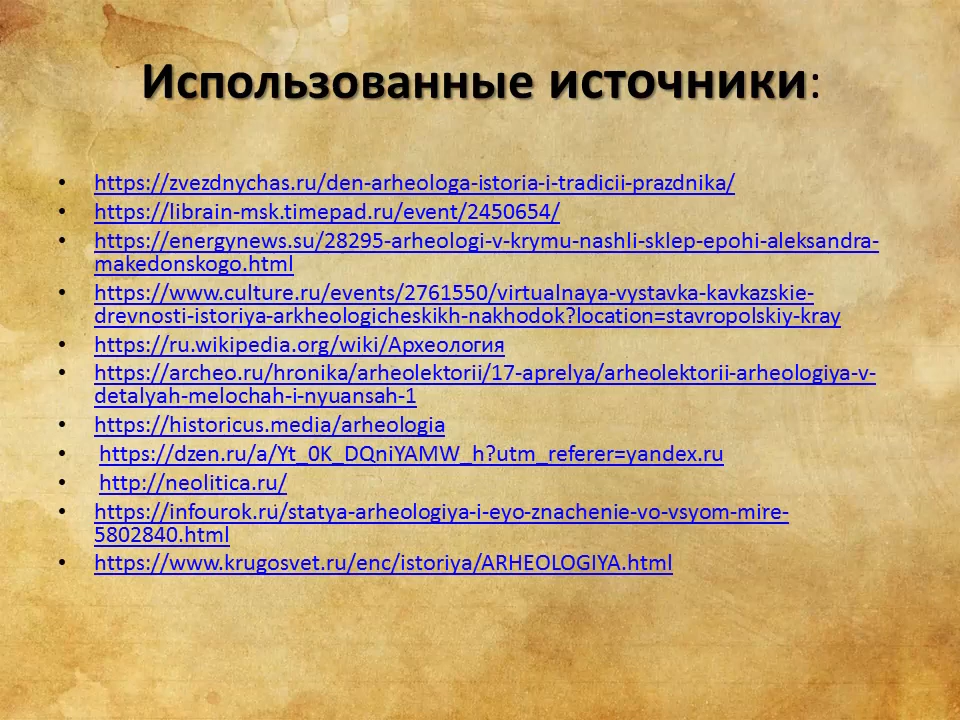 Использованные источники:
• https://zvezdnychas.ru/den-arheologa-istoria-i-tradicii-prazdnika/
• https://librain-msk.timepad.ru/event/2450654/
• https://energynews.su/28295-arheologi-v-krymu-nashli-sklep-epohi-aleksandra-
makedonskogo.html
• https://www.culture.ru/events/2761550/virtualnaya-vystavka-kavkazskie-
drevnosti-istoriya-arkheologicheskikh-nakhodok?location=stavropolskiy-kray
• https://ru.wikipedia.org/wiki/Археология
• https://archeo.ru/hronika/arheolektorii/17-aprelya/arheolektorii-arheologiya-v-
detalyah-melochah-i-nyuansah-1
• https://historicus.media/arheologia
• https://dzen.ru/a/Yt_0K_DQniYAMW_h?utm_referer=yandex.ru
• http://neolitica.ru/
• https://infourok.ru/statya-arheologiya-i-eyo-znachenie-vo-vsyom-mire-
5802840.html
• https://www.krugosvet.ru/enc/istoriya/ARHEOLOGIYA.html